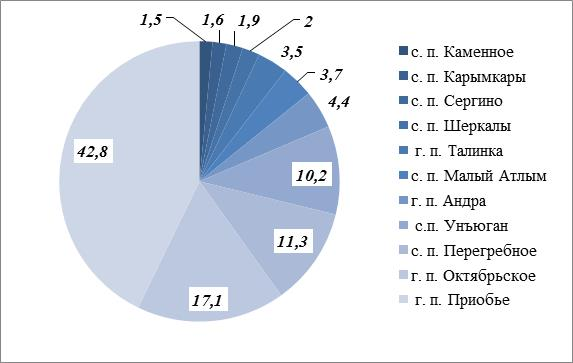 1,5
1,6
1,9
2
3,5
3,7
4,4
10,2
11,3
17,1
42,8
с. п. Каменное
с. п. Карымкары
с. п. Сергино
с. п. Шеркалы
г. п. Талинка
с. п. Малый Атлым
г. п. Андра
с.п. Унъюган
с. п. Перегребное
г. п. Октябрьское
г. п. Приобье